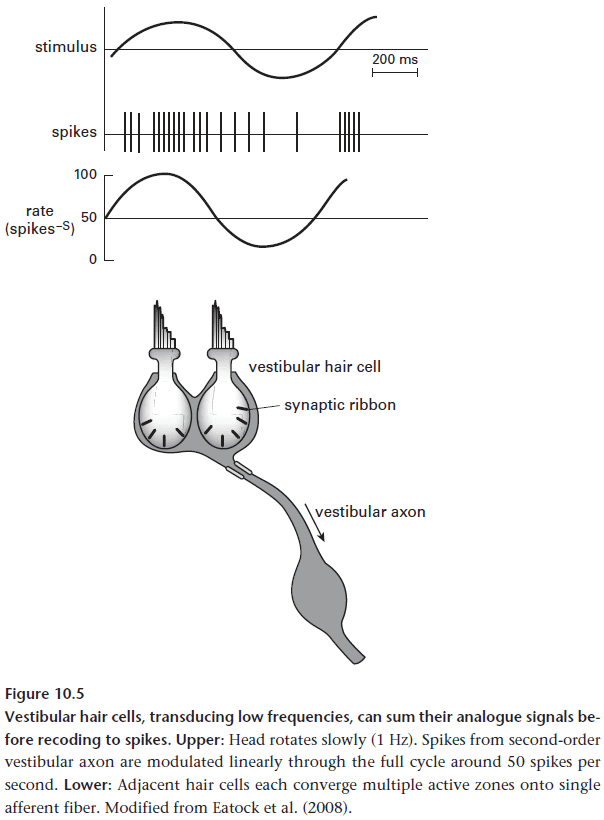 stimulus
200 ms
spikes
100
rate
(spikes–S)
50
0
vestibular hair cell
synaptic ribbon
vestibular axon
Figure 10.5
Vestibular hair cells, transducing low frequencies, can sum their analogue signals be-
fore recoding to spikes. Upper: Head rotates slowly (1 Hz). Spikes from second-order
vestibular axon are modulated linearly through the full cycle around 50 spikes per
second. Lower: Adjacent hair cells each converge multiple active zones onto single
afferent fiber. Modified from Eatock et al. (2008).